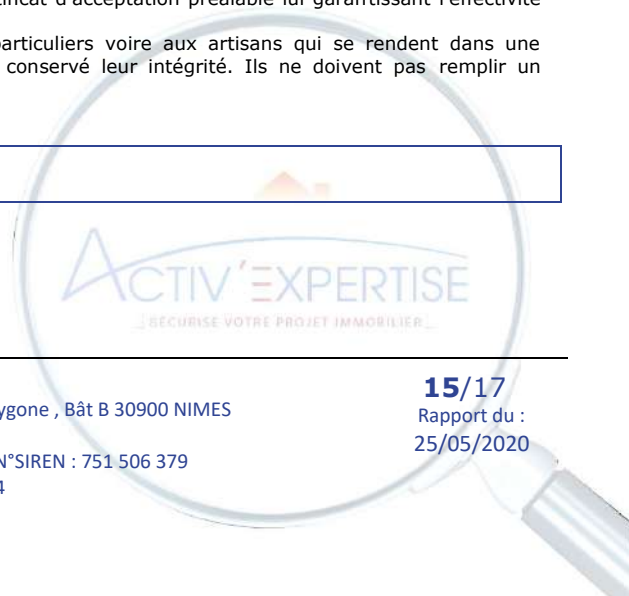 d'acceptation préalable lui garantissant l'effectivité
particuliers voire aux artisans qui se rendent dans une
conservé leur intégrité. Ils ne doivent pas remplir un
ACTIV'EXPERTISE
SÉCURISE VOTRE PROJET IMMOBILIER
15/17
ygone , Bât B 30900 NIMES
Rapport du :
25/05/2020
N°SIREN : 751 506 379
4